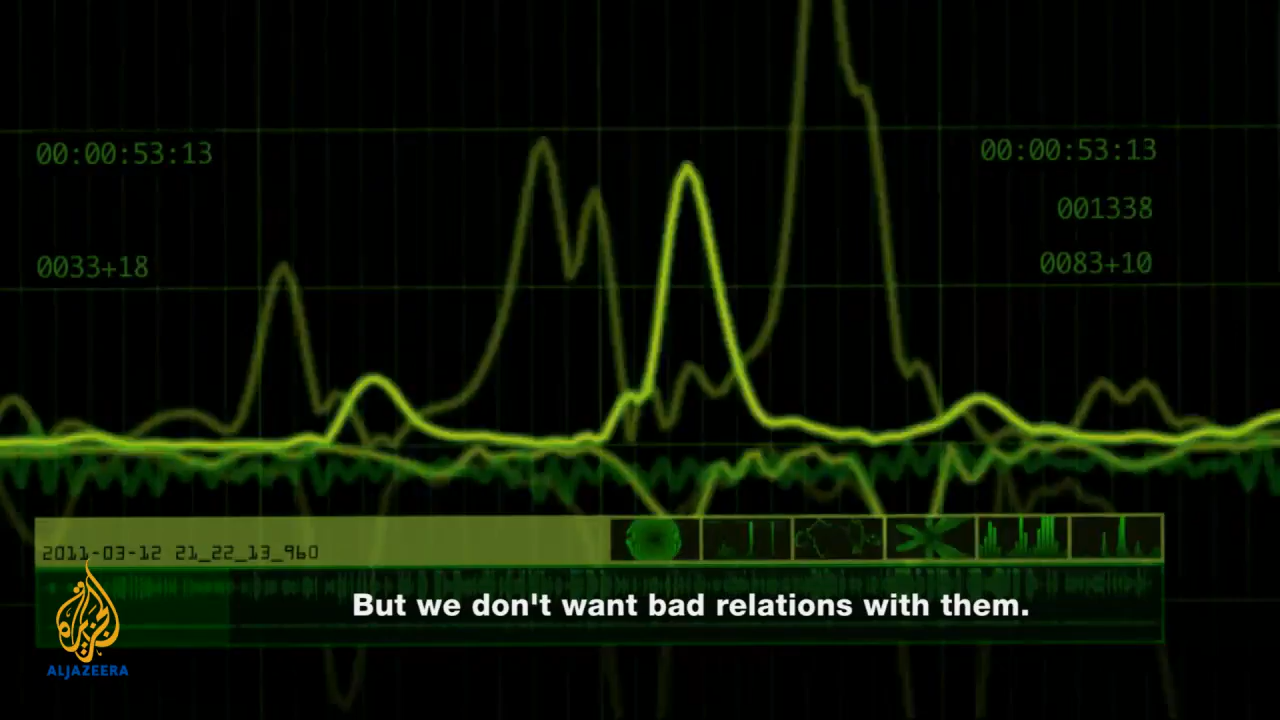 00:00:53:13
00:00:53:13
001338
0033+18
0083+10
2011-03-12 21_22_13_960
But we don't want bad relations with them.
الجزيرة
ALJAZEERA